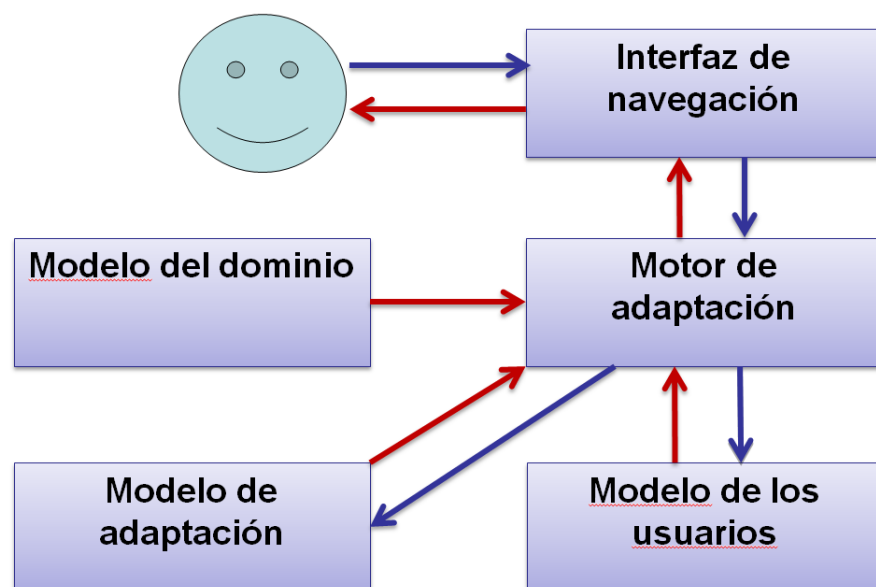 Interfaz de
navegación
Modelo del dominio
Motor de
adaptación
Modelo de
adaptación
Modelo de los
usuarios